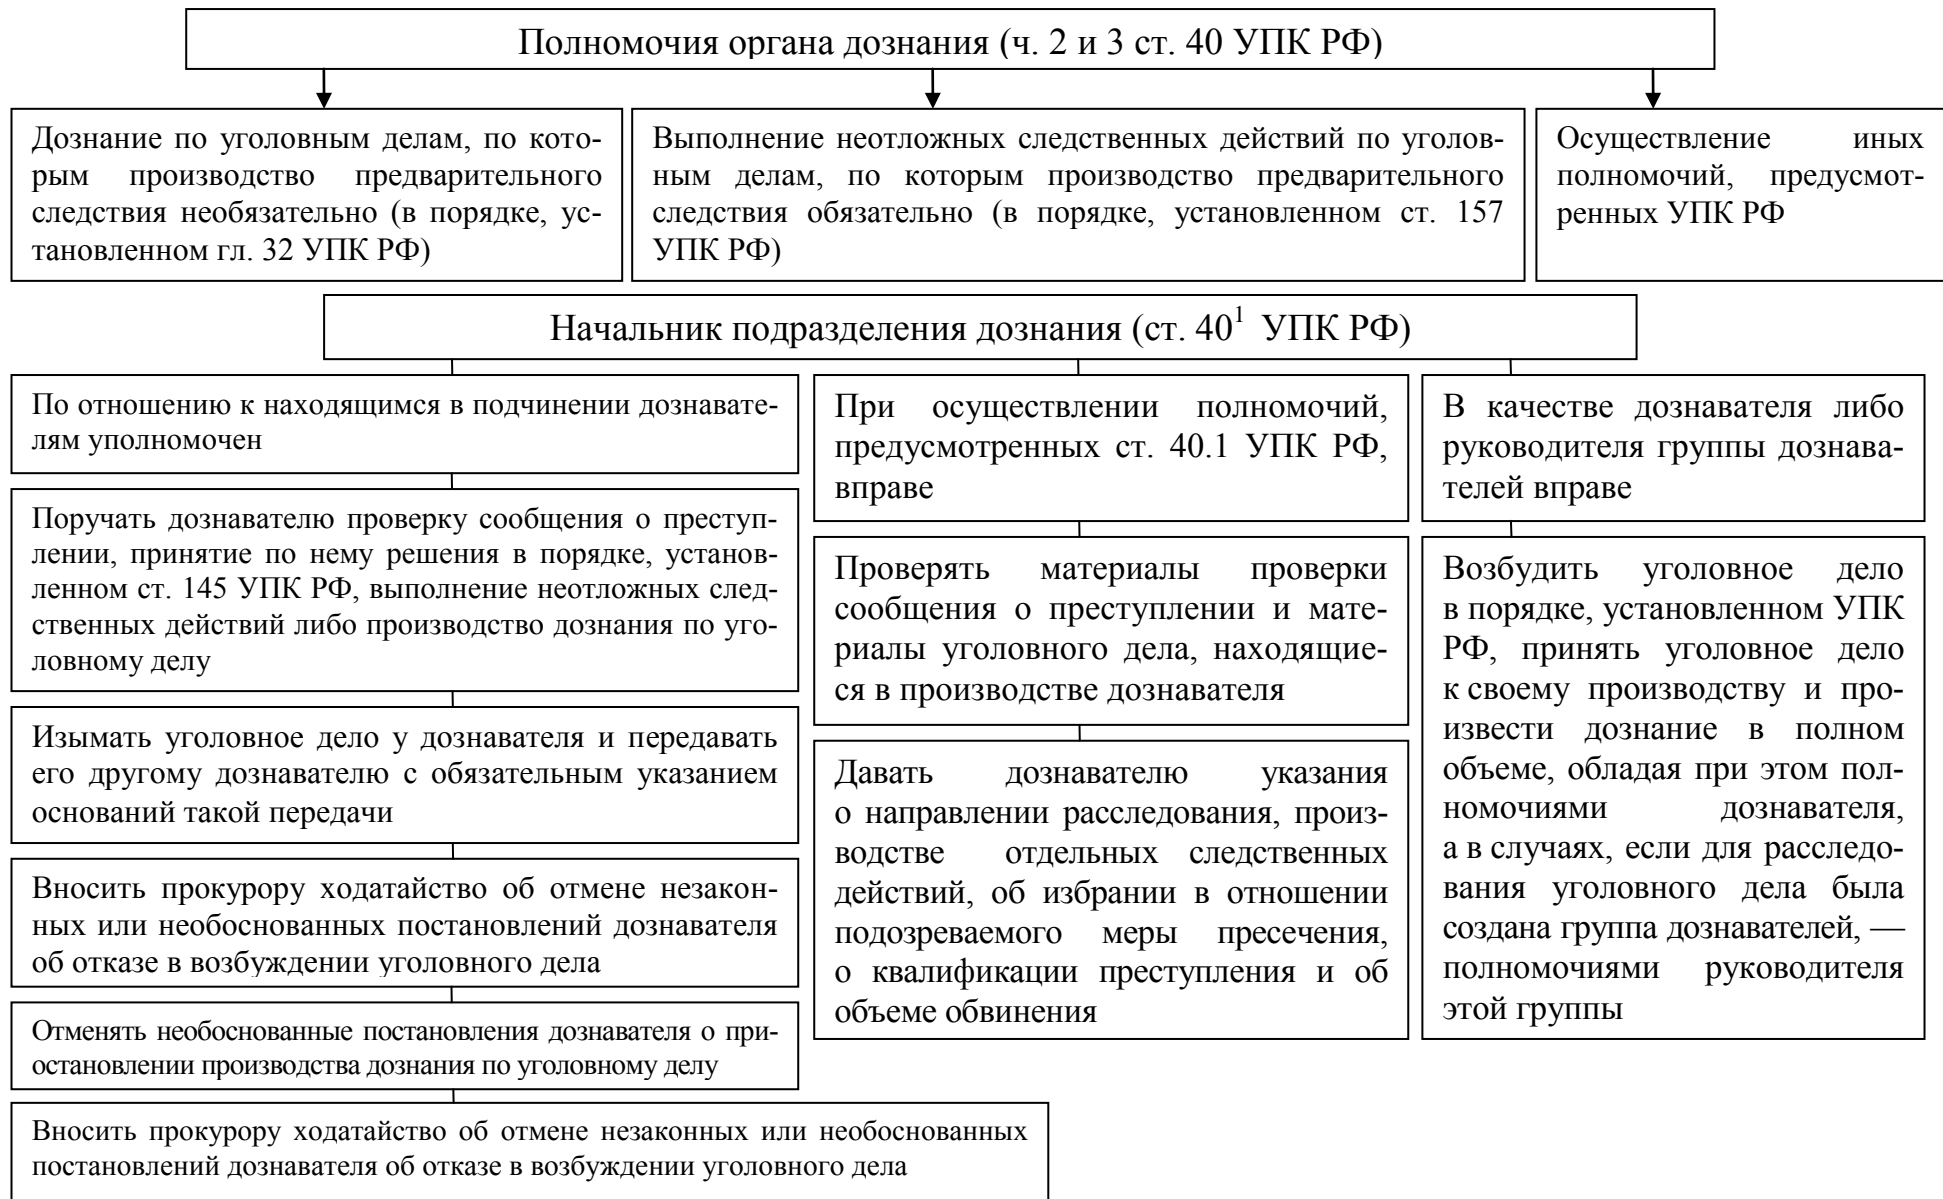 Полномочия органа дознания (ч. 2 и 3 ст. 40 УПК РФ)
Дознание по уголовным делам, по кото-
рым производство предварительного
следствия необязательно (в порядке, ус-
тановленном гл. 32 УПК РФ)
Выполнение неотложных следственных действий по уголов-
ным делам, по которым производство предварительного
следствия обязательно (в порядке, установленном ст. 157
УПК РФ)
Осуществление иных
полномочий, предусмот-
ренных УПК РФ
Начальник подразделения дознания (ст. 40¹ УПК РФ)
По отношению к находящимся в подчинении дознавате-
лям уполномочен
Поручать дознавателю проверку сообщения о преступ-
лении, принятие по нему решения в порядке, установ-
ленном ст. 145 УПК РФ, выполнение неотложных след-
ственных действий либо производство дознания по уго-
ловному делу
Изымать уголовное дело у дознавателя и передавать
его другому дознавателю с обязательным указанием
оснований такой передачи
Вносить прокурору ходатайство об отмене незакон-
ных или необоснованных постановлений дознавателя
об отказе в возбуждении уголовного дела
Отменять необоснованные постановления дознавателя о при-
остановлении производства дознания по уголовному делу
Вносить прокурору ходатайство об отмене незаконных или необоснованных
постановлений дознавателя об отказе в возбуждении уголовного дела
При осуществлении полномочий,
предусмотренных ст. 40.1 УПК РФ,
вправе
Проверять материалы проверки
сообщения о преступлении и мате-
риалы уголовного дела, находящие-
ся в производстве дознавателя
Давать дознавателю указания
о направлении расследования, произ-
водстве отдельных следственных
действий, об избрании в отношении
подозреваемого меры пресечения,
о квалификации преступления и об
объеме обвинения
В качестве дознавателя либо
руководителя группы дознава-
телей вправе
Возбудить уголовное дело
в порядке, установленном УПК
РФ, принять уголовное дело
к своему производству и про-
извести дознание в полном
объеме, обладая при этом пол-
номочиями дознавателя,
а в случаях, если для расследо-
вания уголовного дела была
создана группа дознавателей, —
полномочиями руководителя
этой группы